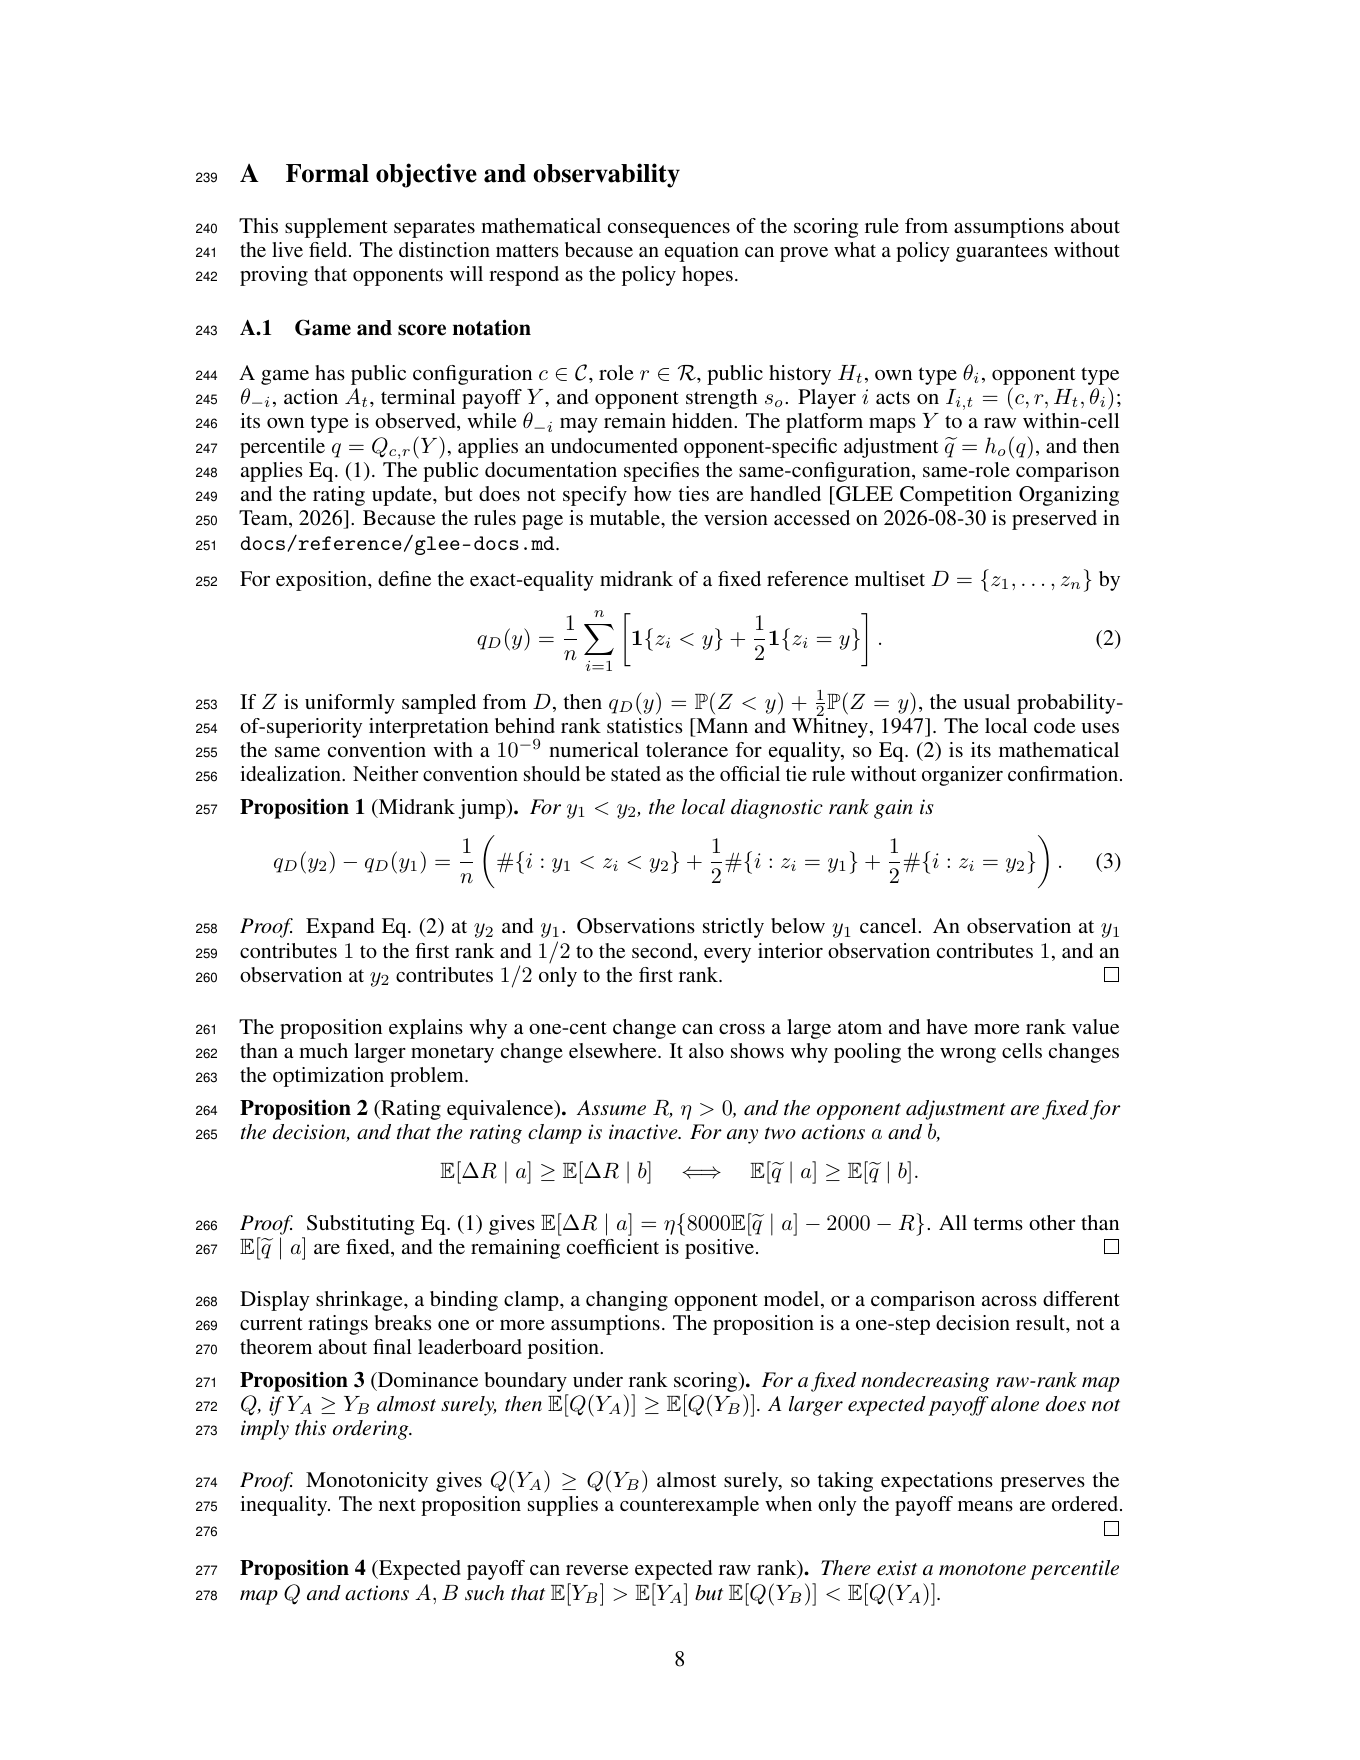 239 A Formal objective and observability
240 This supplement separates mathematical consequences of the scoring rule from assumptions about
241 the live field. The distinction matters because an equation can prove what a policy guarantees without
242 proving that opponents will respond as the policy hopes.
243 A.1 Game and score notation
244 A game has public configuration c ∈ 𝒞, role r ∈ ℛ, public history H_t, own type θ_i, opponent type
245 θ_{−i}, action A_t, terminal payoff Y, and opponent strength s_o. Player i acts on I_{i,t} = (c, r, H_t, θ_i);
246 its own type is observed, while θ_{−i} may remain hidden. The platform maps Y to a raw within-cell
247 percentile q = Q_{c,r}(Y), applies an undocumented opponent-specific adjustment q̃ = h_o(q), and then
248 applies Eq. (1). The public documentation specifies the same-configuration, same-role comparison
249 and the rating update, but does not specify how ties are handled [GLEE Competition Organizing
250 Team, 2026]. Because the rules page is mutable, the version accessed on 2026-08-30 is preserved in
251 docs/reference/glee-docs.md.
252 For exposition, define the exact-equality midrank of a fixed reference multiset D = {z_1, . . . , z_n} by
q_D(y) = 1/n ∑_{i=1}^{n} [1{z_i < y} + 1/2 1{z_i = y}] . (2)
253 If Z is uniformly sampled from D, then q_D(y) = ℙ(Z < y) + 1/2 ℙ(Z = y), the usual probability-
254 of-superiority interpretation behind rank statistics [Mann and Whitney, 1947]. The local code uses
255 the same convention with a 10^{−9} numerical tolerance for equality, so Eq. (2) is its mathematical
256 idealization. Neither convention should be stated as the official tie rule without organizer confirmation.
257 Proposition 1 (Midrank jump). For y_1 < y_2, the local diagnostic rank gain is
q_D(y_2) − q_D(y_1) = 1/n (#{i : y_1 < z_i < y_2} + 1/2 #{i : z_i = y_1} + 1/2 #{i : z_i = y_2}) . (3)
258 Proof. Expand Eq. (2) at y_2 and y_1. Observations strictly below y_1 cancel. An observation at y_1
259 contributes 1 to the first rank and 1/2 to the second, every interior observation contributes 1, and an
260 observation at y_2 contributes 1/2 only to the first rank. □
261 The proposition explains why a one-cent change can cross a large atom and have more rank value
262 than a much larger monetary change elsewhere. It also shows why pooling the wrong cells changes
263 the optimization problem.
264 Proposition 2 (Rating equivalence). Assume R, η > 0, and the opponent adjustment are fixed for
265 the decision, and that the rating clamp is inactive. For any two actions a and b,
𝔼[ΔR | a] ≥ 𝔼[ΔR | b] ⟺ 𝔼[q̃ | a] ≥ 𝔼[q̃ | b].
266 Proof. Substituting Eq. (1) gives 𝔼[ΔR | a] = η{8000𝔼[q̃ | a] − 2000 − R}. All terms other than
267 𝔼[q̃ | a] are fixed, and the remaining coefficient is positive. □
268 Display shrinkage, a binding clamp, a changing opponent model, or a comparison across different
269 current ratings breaks one or more assumptions. The proposition is a one-step decision result, not a
270 theorem about final leaderboard position.
271 Proposition 3 (Dominance boundary under rank scoring). For a fixed nondecreasing raw-rank map
272 Q, if Y_A ≥ Y_B almost surely, then 𝔼[Q(Y_A)] ≥ 𝔼[Q(Y_B)]. A larger expected payoff alone does not
273 imply this ordering.
274 Proof. Monotonicity gives Q(Y_A) ≥ Q(Y_B) almost surely, so taking expectations preserves the
275 inequality. The next proposition supplies a counterexample when only the payoff means are ordered.
276 □
277 Proposition 4 (Expected payoff can reverse expected raw rank). There exist a monotone percentile
278 map Q and actions A, B such that 𝔼[Y_B] > 𝔼[Y_A] but 𝔼[Q(Y_B)] < 𝔼[Q(Y_A)].
8